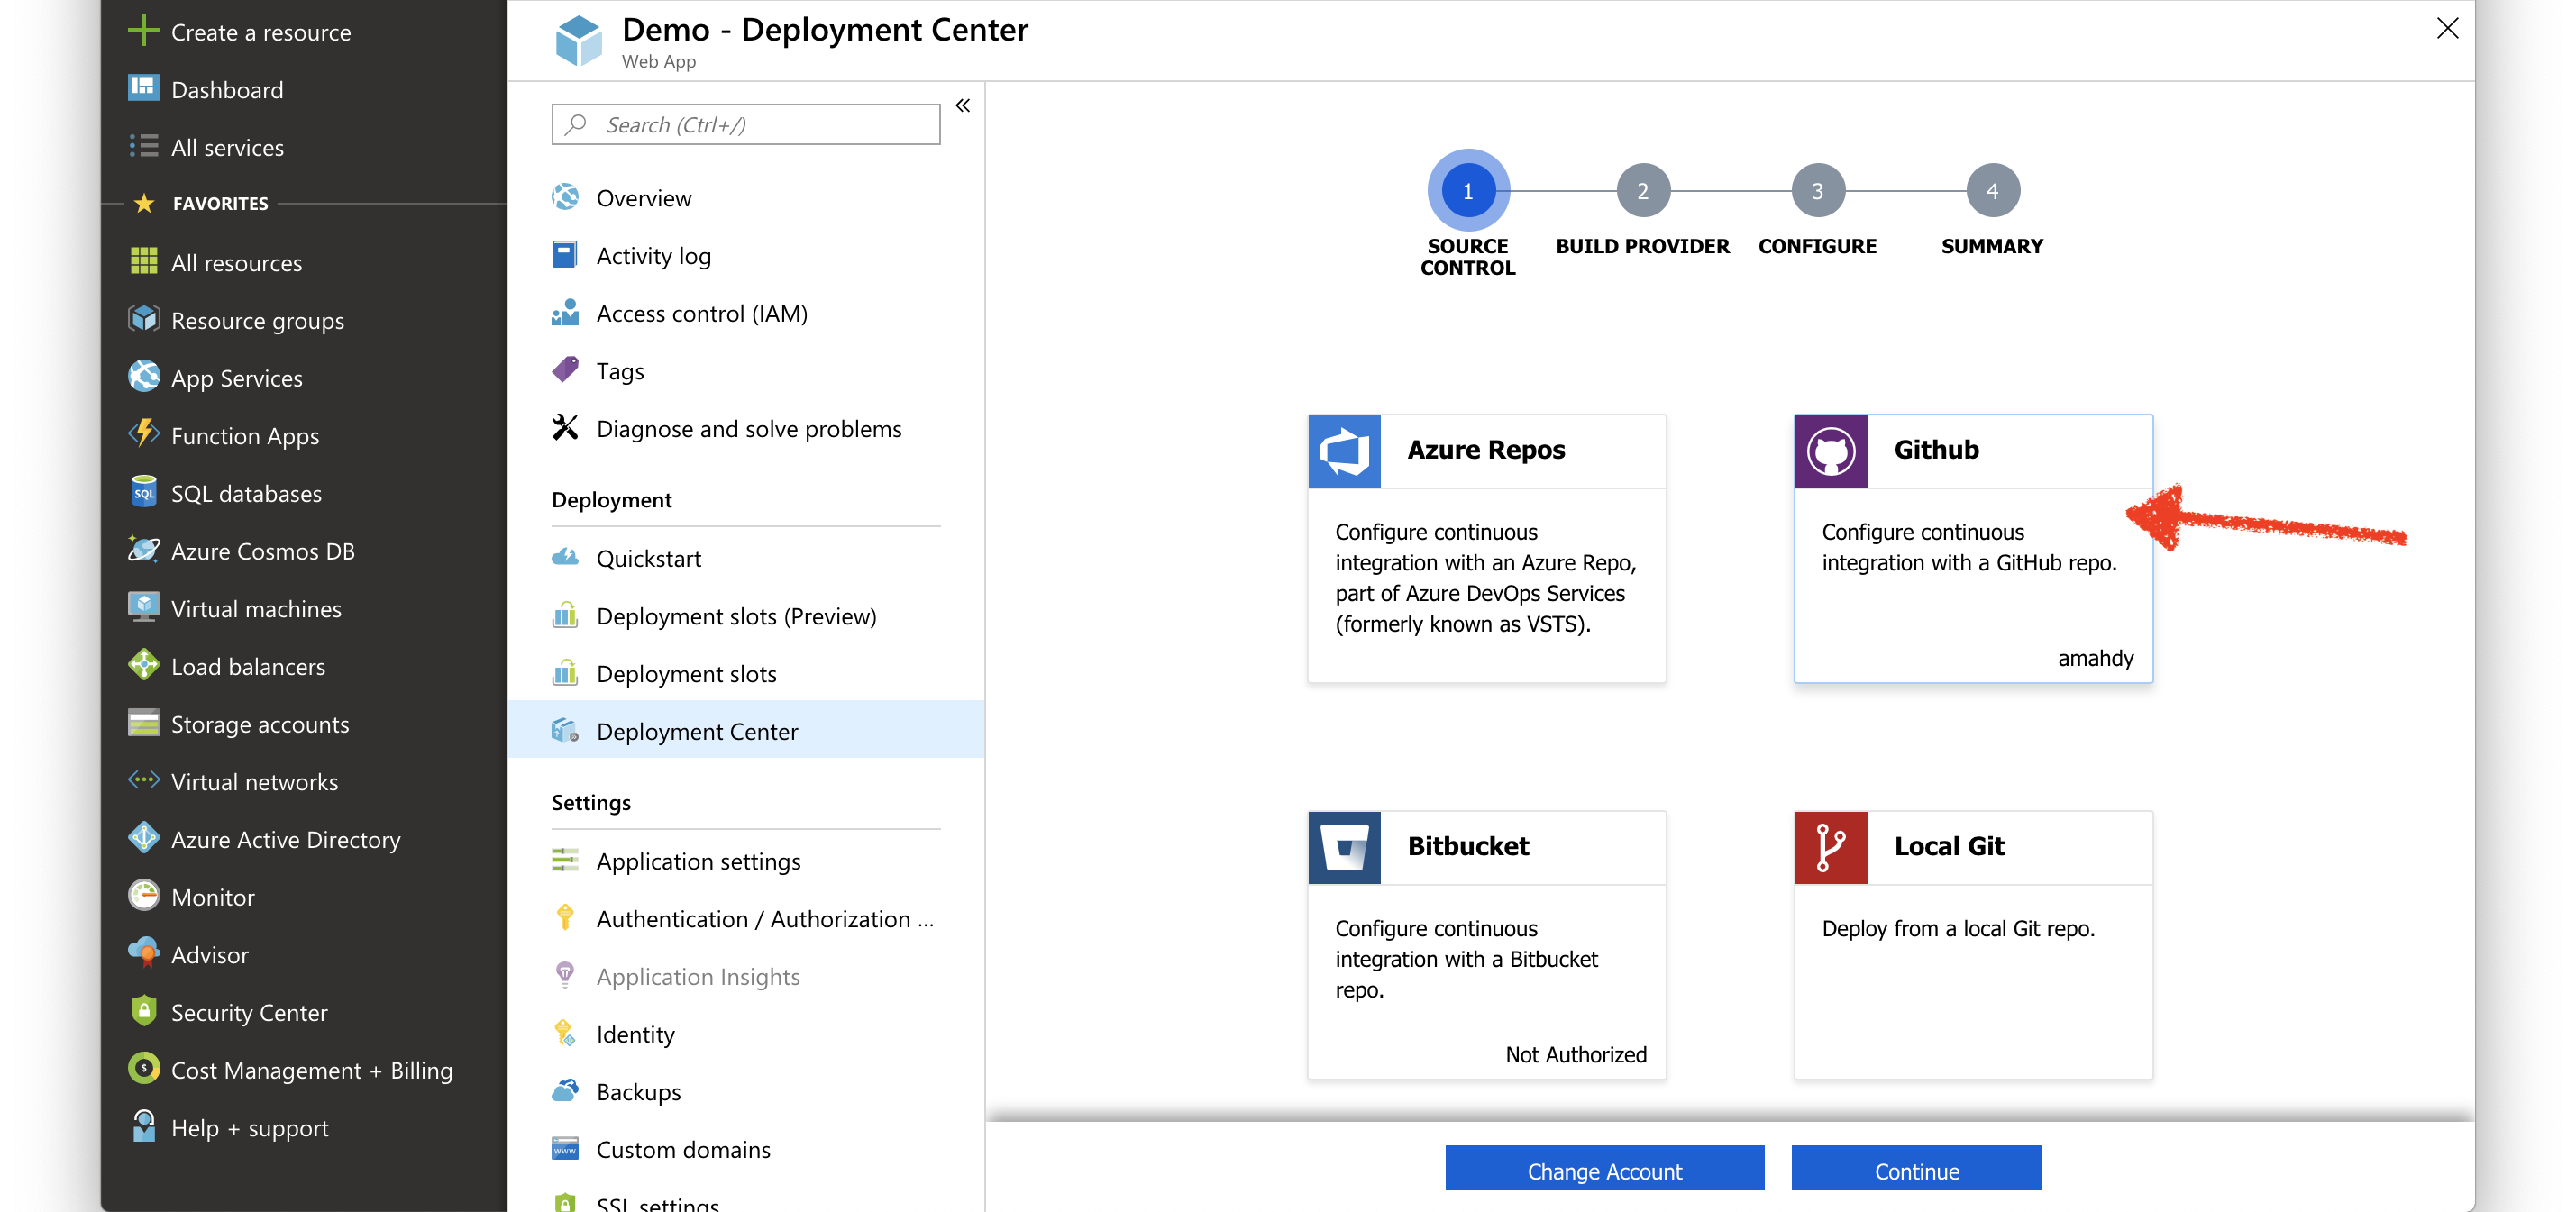 Create a resource
Dashboard
All services
FAVORITES
All resources
Resource groups
App Services
Function Apps
SQL
SQL databases
Azure Cosmos DB
Virtual machines
Load balancers
Storage accounts
Virtual networks
Azure Active Directory
Monitor
Advisor
Security Center
$
Cost Management + Billing
Help + support
Demo - Deployment Center
Web App
Search (Ctrl+/)
«
Overview
Activity log
Access control (IAM)
Tags
Diagnose and solve problems
Deployment
Quickstart
Deployment slots (Preview)
Deployment slots
Deployment Center
Settings
Application settings
Authentication / Authorization ...
Application Insights
Identity
Backups
www
Custom domains
SSL settings
1
2
3
4
SOURCE
CONTROL
BUILD PROVIDER
CONFIGURE
SUMMARY
Azure Repos
Configure continuous
integration with an Azure Repo,
part of Azure DevOps Services
(formerly known as VSTS).
Github
Configure continuous
integration with a GitHub repo.
amahdy
Bitbucket
Configure continuous
integration with a Bitbucket
repo.
Not Authorized
Local Git
Deploy from a local Git repo.
Change Account
Continue